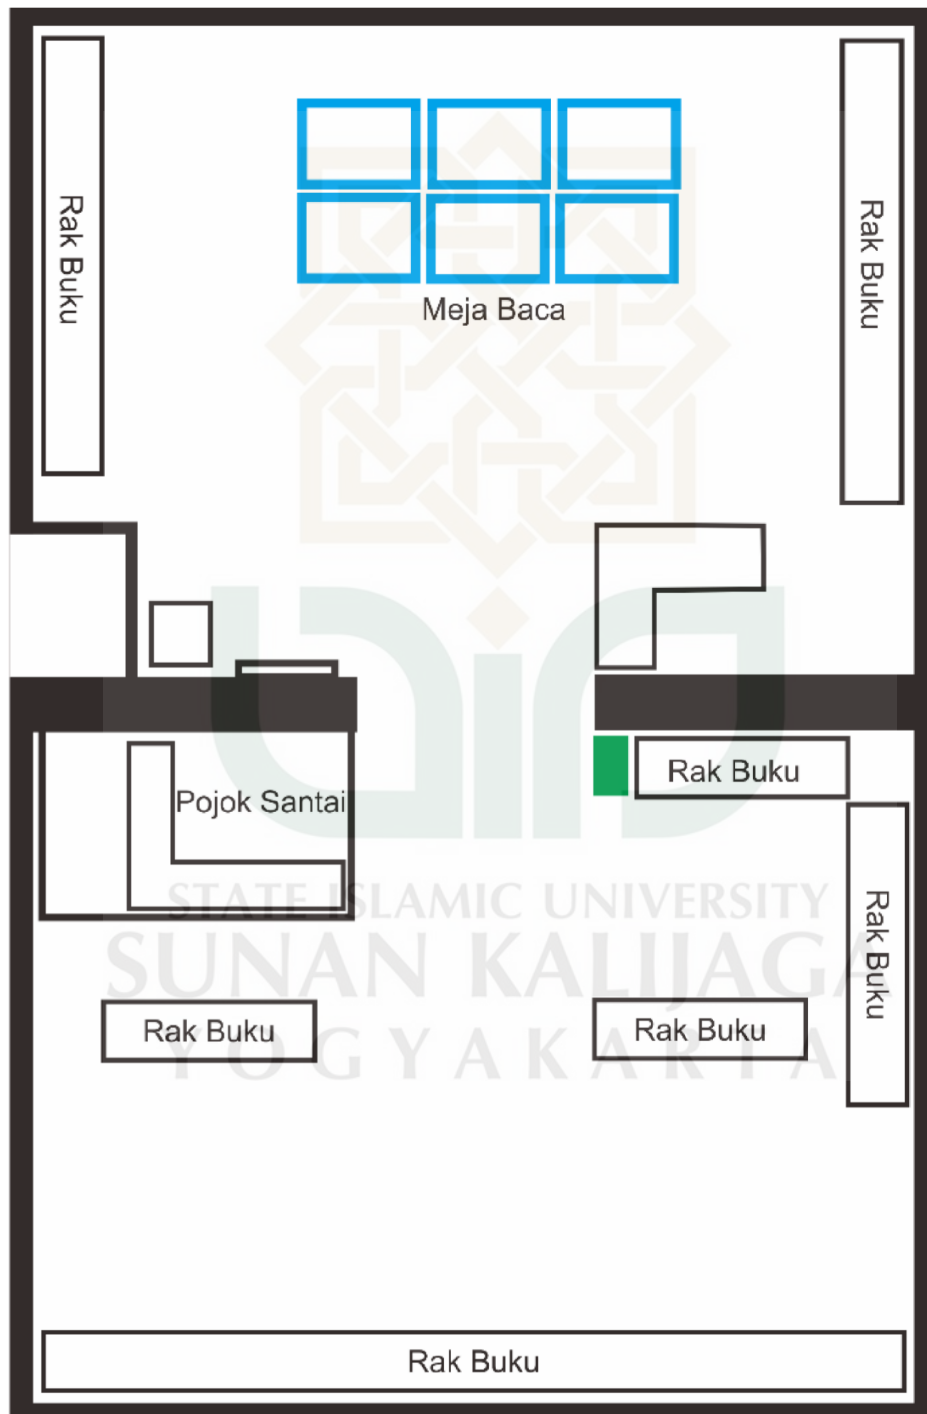 Rak Buku
Rak Buku
Meja Baca
Rak Buku
Pojok Santai
Rak Buku
Rak Buku
Rak Buku
Rak Buku
STATE ISLAMIC UNIVERSITY
SUNAN KALIJAGA
YOGYAKARTA